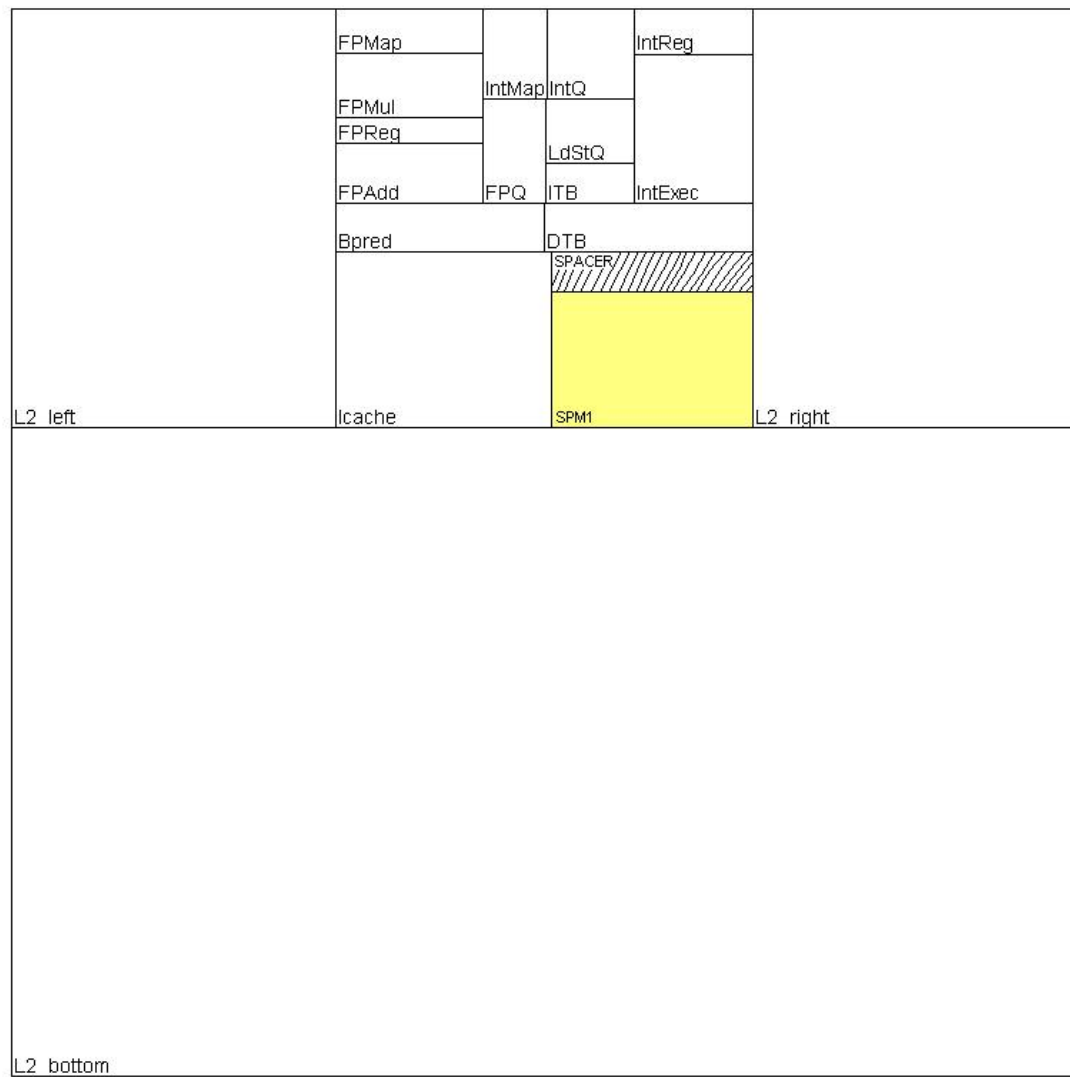 FPMap
IntReg
IntMap
IntQ
FPMul
FPReg
LdStQ
FPAdd
FPQ
ITB
IntExec
Bpred
DTB
SPACER
L2_left
Icache
SPM1
L2_right
L2_bottom